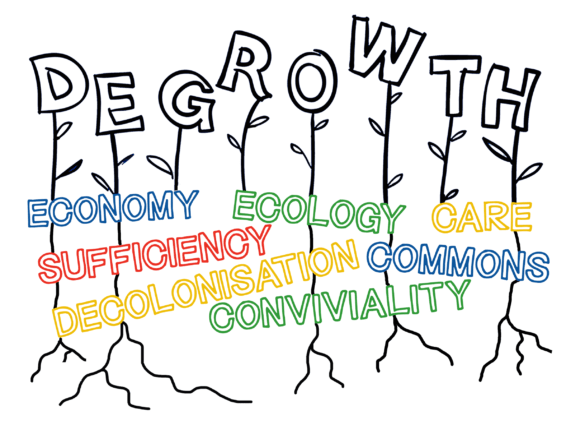 DEGROWTH
ECONOMY ECOLOGY CARE
SUFFICIENCY COMMONS
DECOLONISATION
CONVIVIALITY